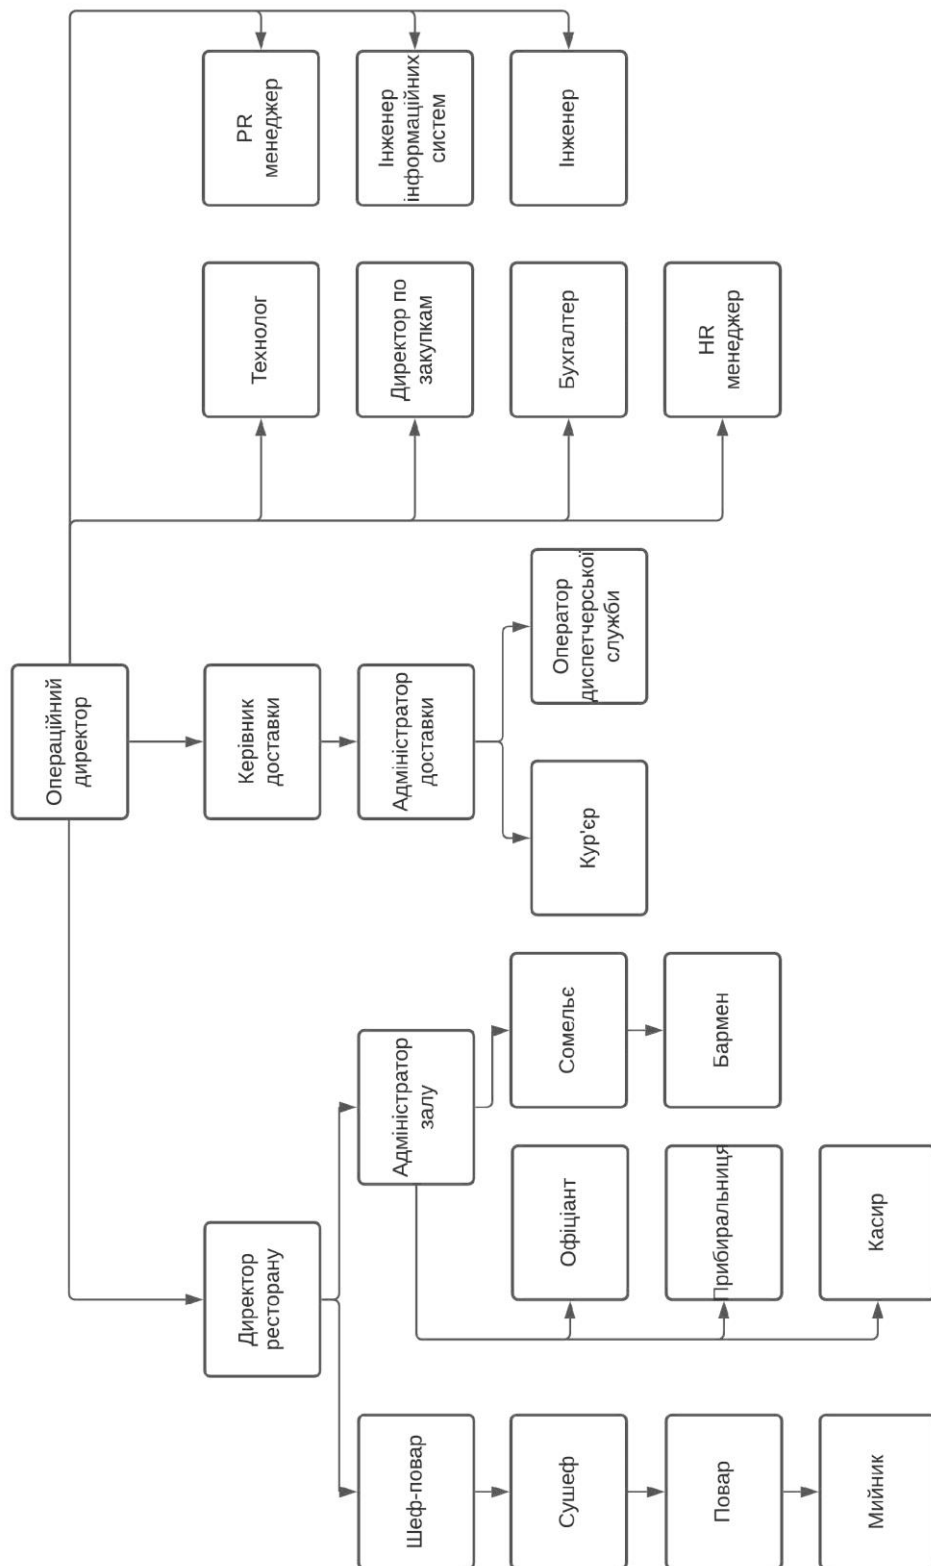 Операційний
директор
Директор
ресторану
Керівник
доставки
Технолог
PR
менеджер
Шеф-повар
Адміністратор
залу
Адміністратор
доставки
Директор по
закупкам
Інженер
інформаційних
систем
Сушеф
Офіціант
Сомельє
Кур'єр
Оператор
диспетчерської
служби
Бухгалтер
Інженер
Повар
Прибиральниця
Бармен
HR
менеджер
Мийник
Касир